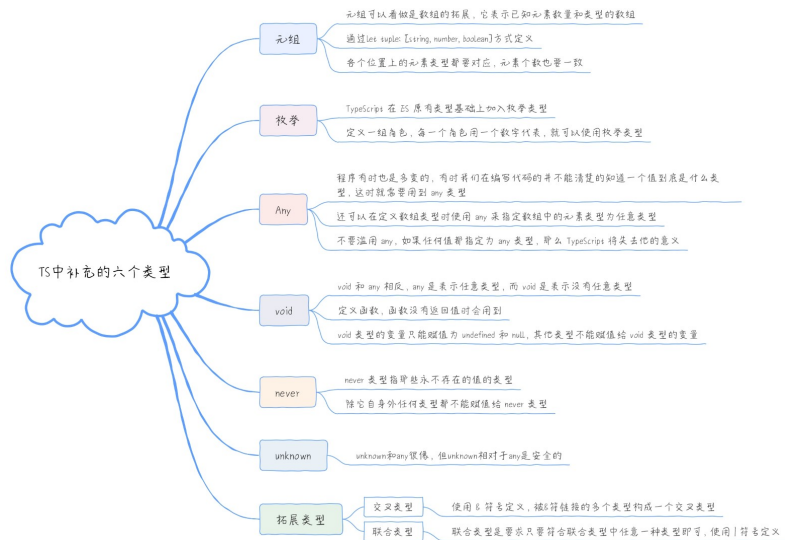 元组
元组可以看做是数组的拓展，它表示已知元素数量和类型的数组
通过let tuple: [string, number, boolean]方式定义
各个位置上的元素类型都要对应，元素个数也要一致
枚举
TypeScript 在 ES 原有类型基础上加入枚举类型
定义一组角色，每一个角色用一个数字代表，就可以使用枚举类型
Any
程序有时也是多变的，有时我们在编写代码的并不能清楚的知道一个值到底是什么类
型，这时就需要用到 any 类型
还可以在定义数组类型时使用 any 来指定数组中的元素类型为任意类型
不要滥用 any，如果任何值都指定为 any 类型，那么 TypeScript 将失去他的意义
TS中补充的六个类型
void
void 和 any 相反，any 是表示任意类型，而 void 是表示没有任意类型
定义函数，函数没有返回值时会用到
void 类型的变量只能赋值为 undefined 和 null，其他类型不能赋值给 void 类型的变量
never
never 类型指那些永不存在的值的类型
除它自身外任何类型都不能赋值给 never 类型
unknown
unknown和any很像，但unknown相对于any是安全的
拓展类型
交叉类型
使用 & 符号定义，被&符链接的多个类型构成一个交叉类型
联合类型
联合类型是要求只要符合联合类型中任意一种类型即可，使用 | 符号定义